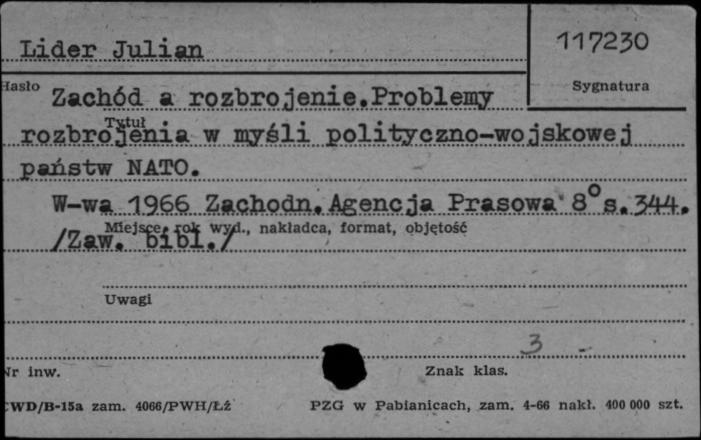 Lider Julian
117230
Hasło
Sygnatura
Zachód a rozbrojenie.Problemy
Tytuł
rozbrojenia w myśli polityczno-wojskowej
państw NATO.
W-wa 1966 Zachodn. Agencja Prasowa 8° s. 344.
Miejsce, rok wyd., nakładca, format, objętość
/Zaw. bibl./
Uwagi
3 -
Nr inw.
Znak klas.
CWD/B-15a zam. 4066/PWH/Łź
PZG w Pabianicach, zam. 4-66 nakł. 400 000 szt.